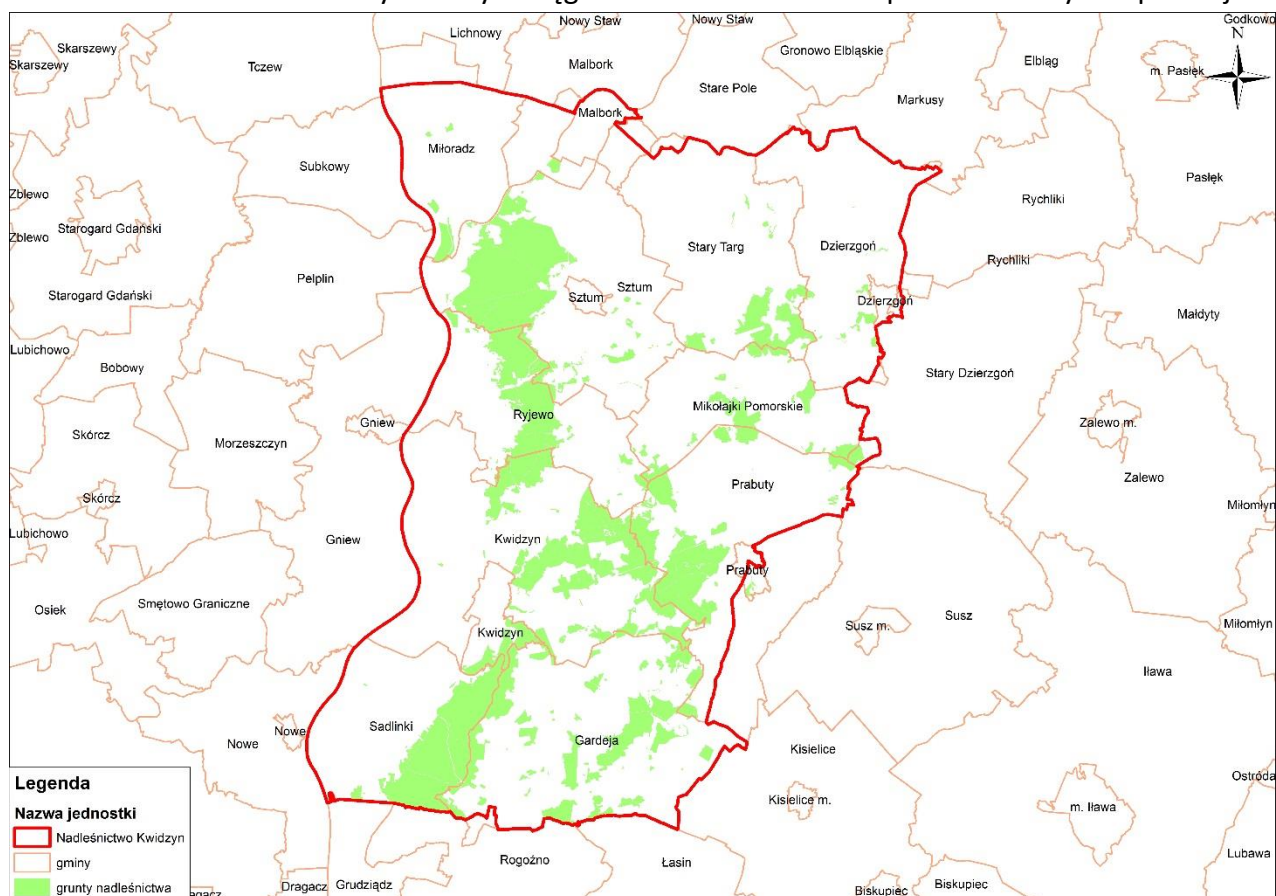 Nowy Staw
Nowy Staw
Godkowo
Skarszewy
Lichnowy
Gronowo Elbląskie
N
Skarszewy
Tczew
Malbork
Elbląg
m. Pasłęk
Stare Pole
Markusy
Malbork
Miłoradz
Subkowy
Zblewo
Pasłęk
Rychliki
Starogard Gdański
Zblewo
Stary Targ
Dzierzgoń
Rychliki
Pelplin
Sztum
Sztum
Starogard Gdański
Dzierzgoń
Małdyty
Lubichowo
Bobowy
Stary Dzierzgoń
Mikołajki Pomorskie
Ryjewo
Gniew
Zalewo m.
Skórcz
Morzeszczyn
Zalewo
Prabuty
Skórcz
Miłomłyn
Lubichowo
Gniew
Kwidzyn
Prabuty
Smętowo Graniczne
Osiek
Susz
Susz m.
Miłomłyn
Kwidzyn
Iława
Sadlinki
Nowe
Nowe
Gardeja
Kisielice
Ostróda
Legenda
Kisielice m.
m. Iława
Nazwa jednostki
Nadleśnictwo Kwidzyn
gminy
grunty nadleśnictwa
Rogoźno
Łasin
Lubawa
Dragacz
Grudziądz
Biskupiec
Biskupiec